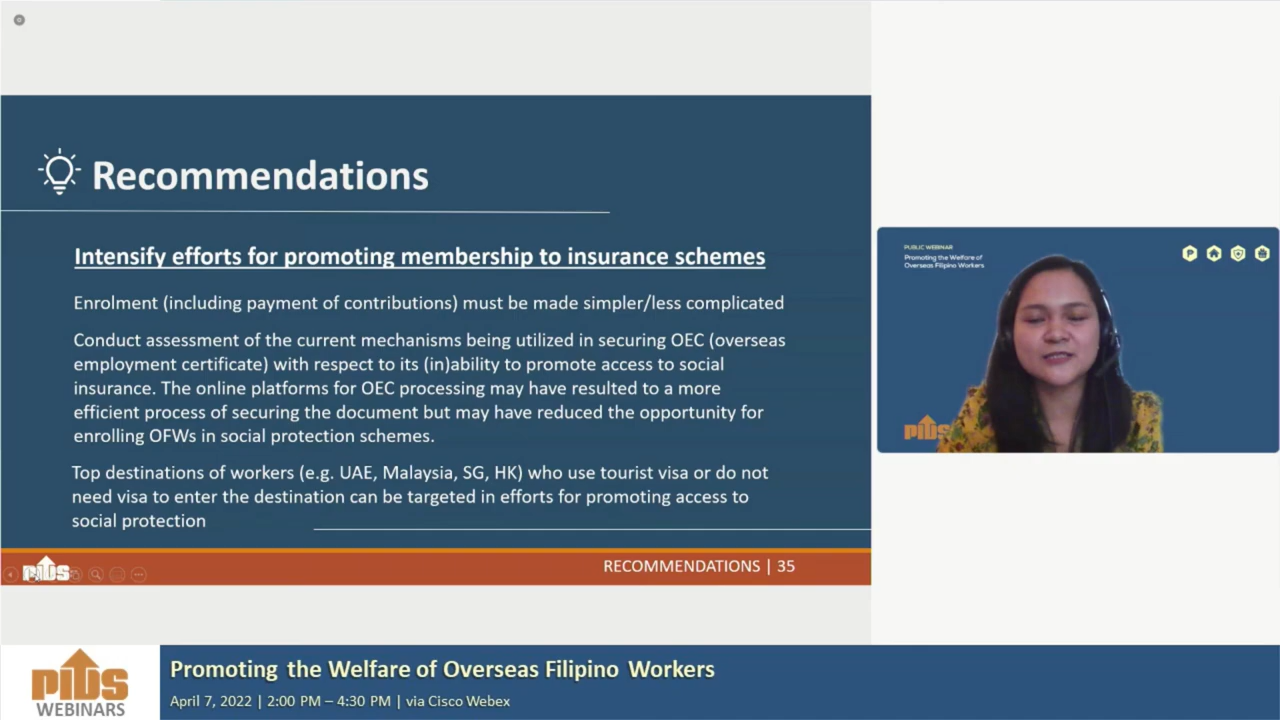 Recommendations
Intensify efforts for promoting membership to insurance schemes
Enrolment (including payment of contributions) must be made simpler/less complicated
Conduct assessment of the current mechanisms being utilized in securing OEC (overseas
employment certificate) with respect to its (in)ability to promote access to social
insurance. The online platforms for OEC processing may have resulted to a more
efficient process of securing the document but may have reduced the opportunity for
enrolling OFWs in social protection schemes.
Top destinations of workers (e.g. UAE, Malaysia, SG, HK) who use tourist visa or do not
need visa to enter the destination can be targeted in efforts for promoting access to
social protection
PIDS
RECOMMENDATIONS | 35
PUBLIC WEBINAR
Promoting the Welfare of
Overseas Filipino Workers
P
PIDS
PIDS
WEBINARS
Promoting the Welfare of Overseas Filipino Workers
April 7, 2022 | 2:00 PM – 4:30 PM | via Cisco Webex